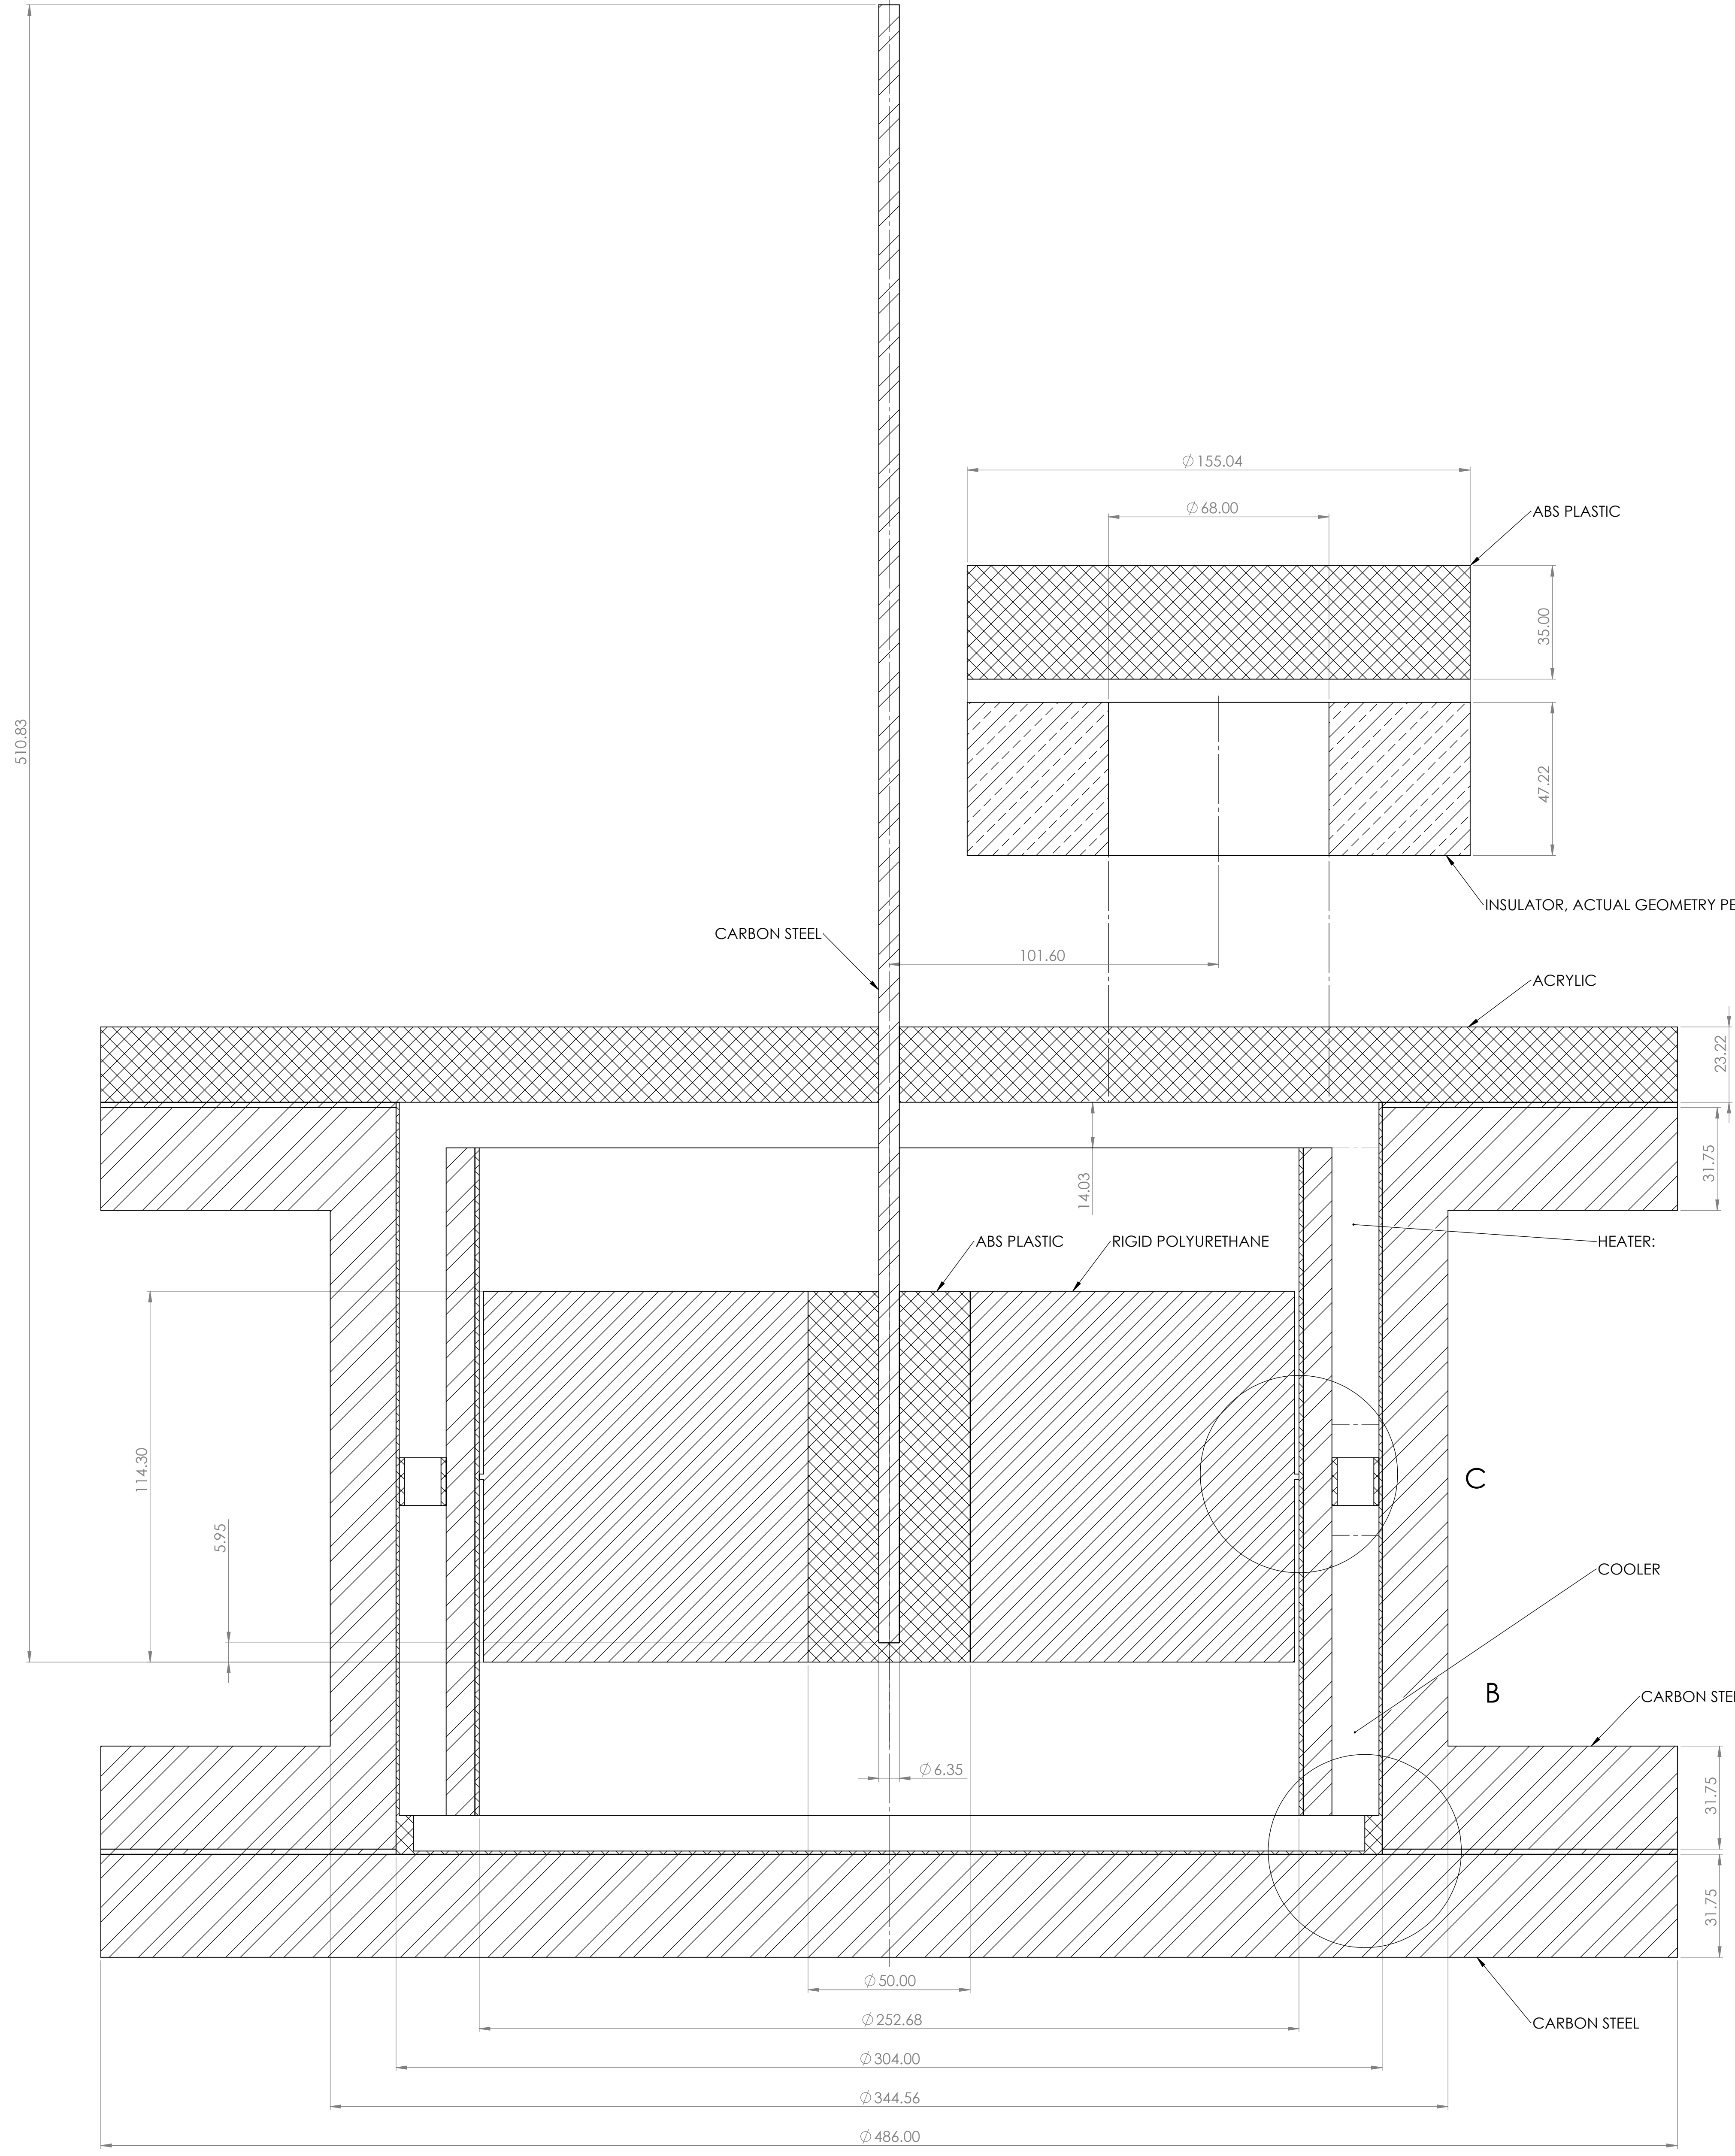 ⌀155.04
⌀68.00
ABS PLASTIC
35.00
510.83
47.22
INSULATOR, ACTUAL GEOMETRY PE
CARBON STEEL
101.60
ACRYLIC
23.22
31.75
14.03
ABS PLASTIC
RIGID POLYURETHANE
HEATER:
114.30
C
5.95
COOLER
B
CARBON STEE
⌀6.35
31.75
31.75
⌀50.00
⌀252.68
CARBON STEEL
⌀304.00
⌀344.56
⌀486.00